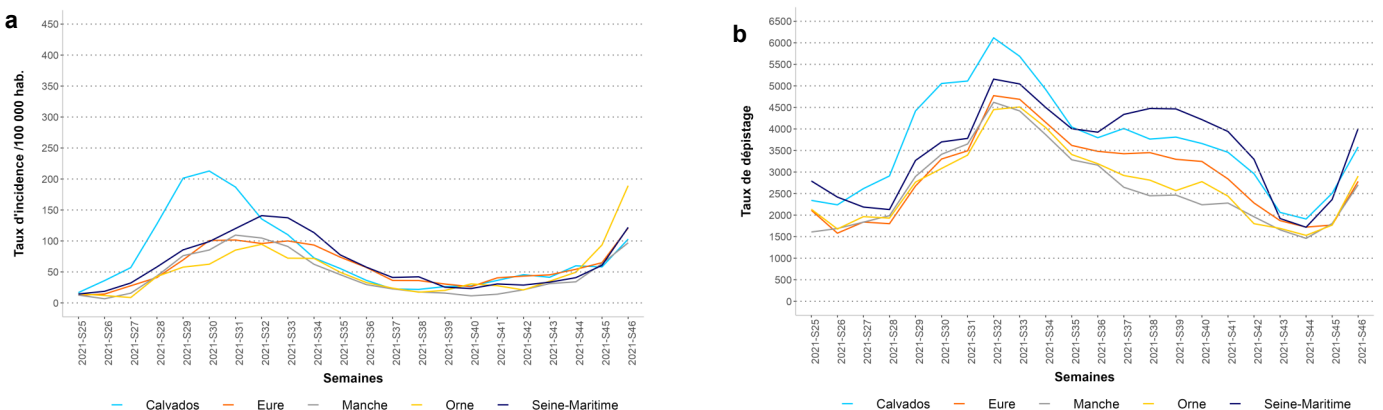 a
Taux d'incidence /100 000 hab.
450
400
350
300
250
200
150
100
50
0
2021-S25
2021-S26
2021-S27
2021-S28
2021-S29
2021-S30
2021-S31
2021-S32
2021-S33
2021-S34
2021-S35
2021-S36
2021-S37
2021-S38
2021-S39
2021-S40
2021-S41
2021-S42
2021-S43
2021-S44
2021-S45
2021-S46
Semaines
Calvados Eure Manche Orne Seine-Maritime
b
Taux de dépistage
6500
6000
5500
5000
4500
4000
3500
3000
2500
2000
1500
1000
500
0
2021-S25
2021-S26
2021-S27
2021-S28
2021-S29
2021-S30
2021-S31
2021-S32
2021-S33
2021-S34
2021-S35
2021-S36
2021-S37
2021-S38
2021-S39
2021-S40
2021-S41
2021-S42
2021-S43
2021-S44
2021-S45
2021-S46
Semaines
Calvados Eure Manche Orne Seine-Maritime